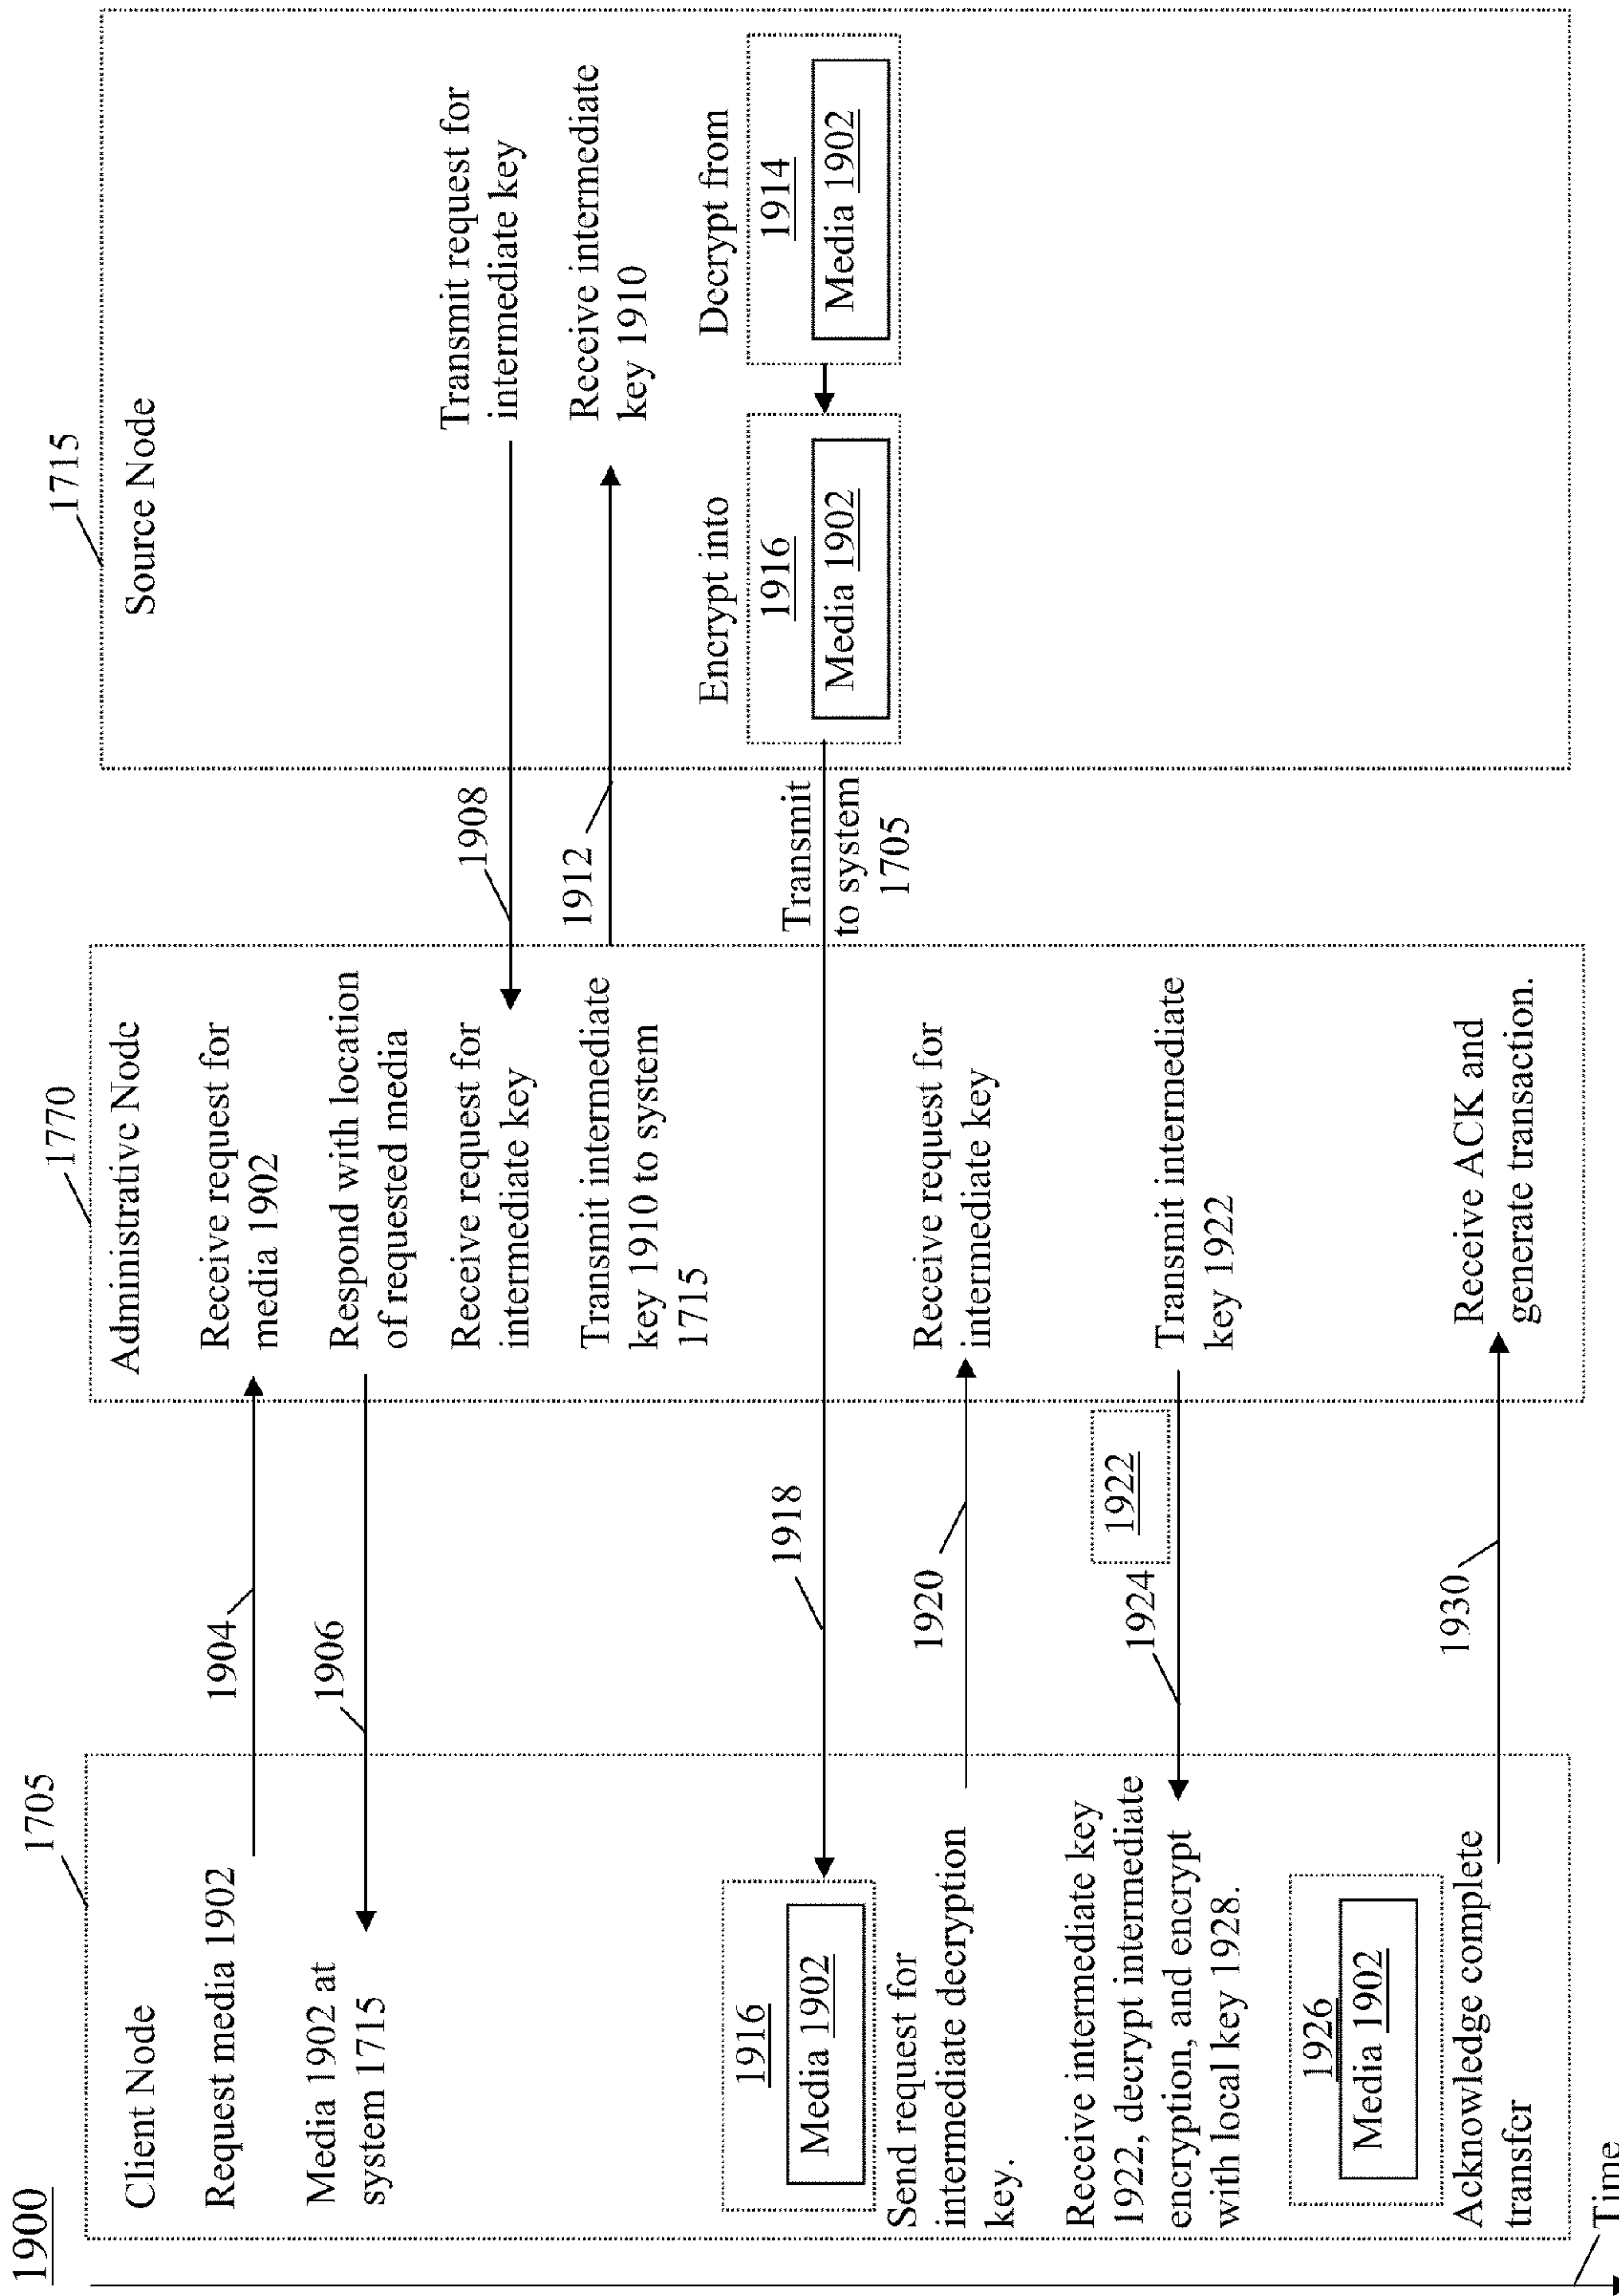 1900
1705
1770
1715
Client Node
Administrative Node
Source Node
Request media 1902
1904
Receive request for
media 1902
Media 1902 at
system 1715
1906
Respond with location
of requested media
Receive request for
intermediate key
1908
Transmit request for
intermediate key
Transmit intermediate
key 1910 to system
1715
1912
Receive intermediate
key 1910
1916
Media 1902
1918
Transmit
to system
1705
Encrypt into
1916
Media 1902
Decrypt from
1914
Media 1902
Send request for
intermediate decryption
key.
1920
Receive request for
intermediate key
Receive intermediate key
1922, decrypt intermediate
encryption, and encrypt
with local key 1928.
1924
1922
Transmit intermediate
key 1922
1926
Media 1902
Acknowledge complete
transfer
1930
Receive ACK and
generate transaction.
Time